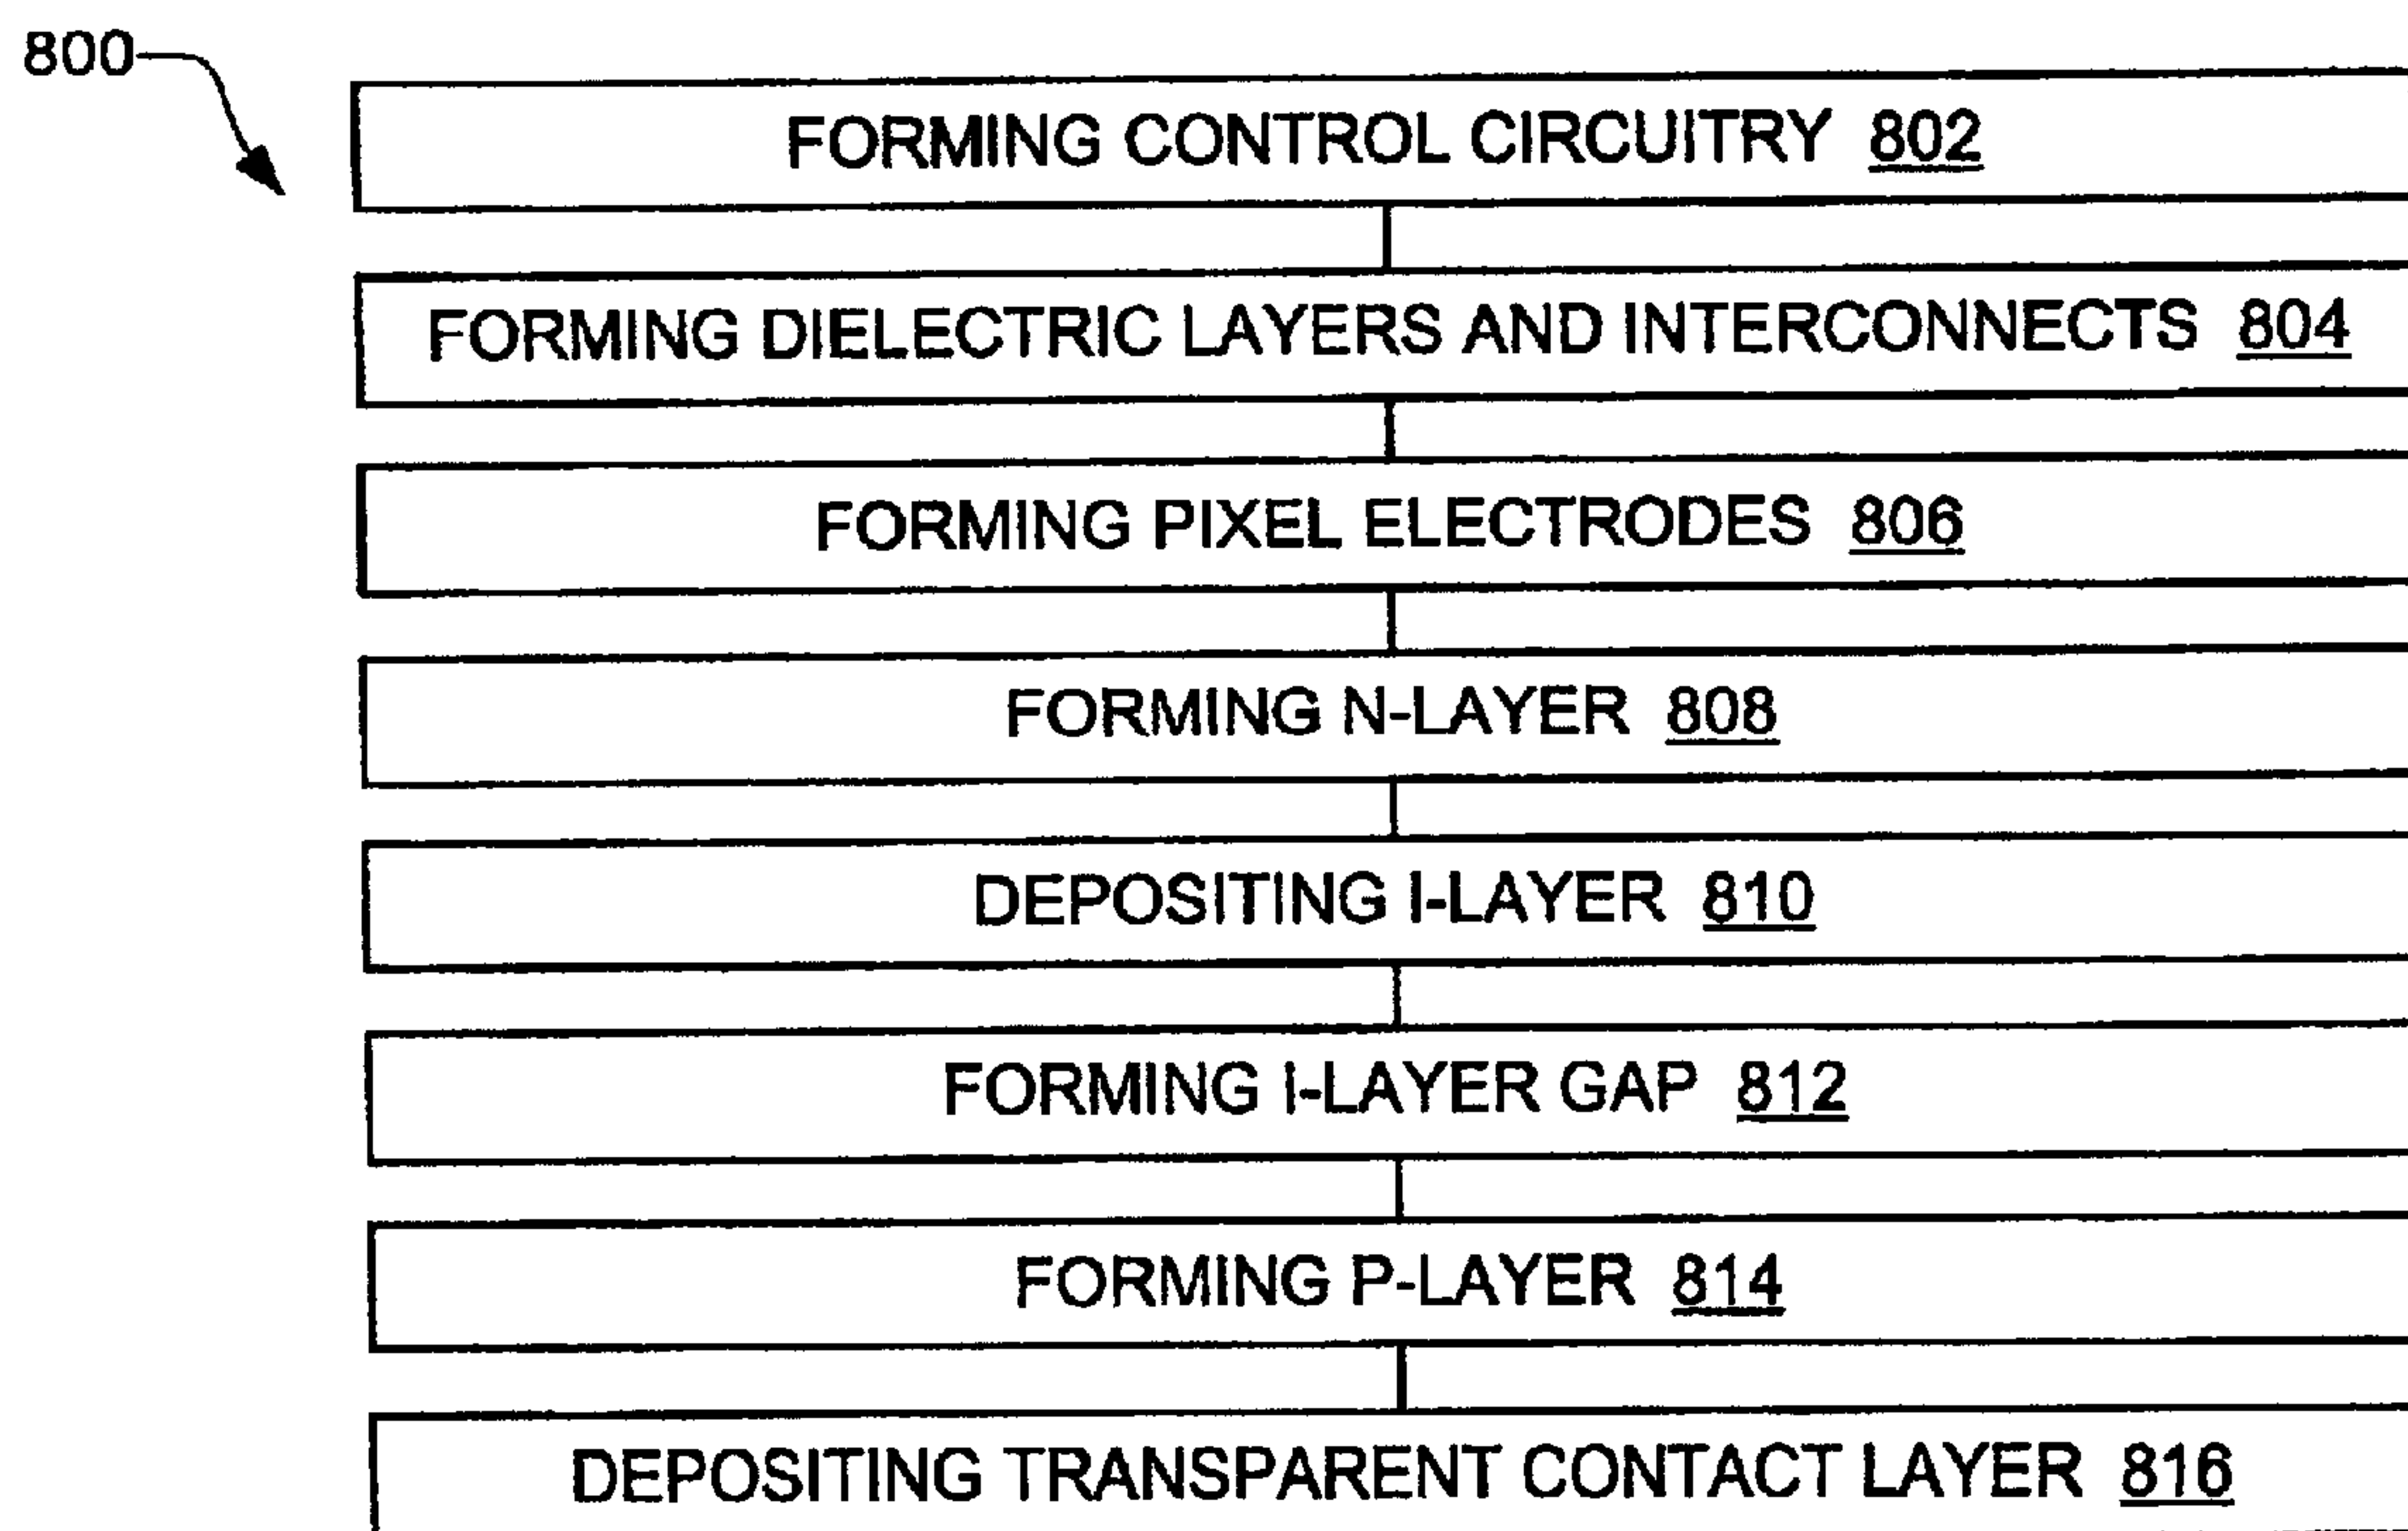 800
FORMING CONTROL CIRCUITRY 802
FORMING DIELECTRIC LAYERS AND INTERCONNECTS 804
FORMING PIXEL ELECTRODES 806
FORMING N-LAYER 808
DEPOSITING I-LAYER 810
FORMING I-LAYER GAP 812
FORMING P-LAYER 814
DEPOSITING TRANSPARENT CONTACT LAYER 816